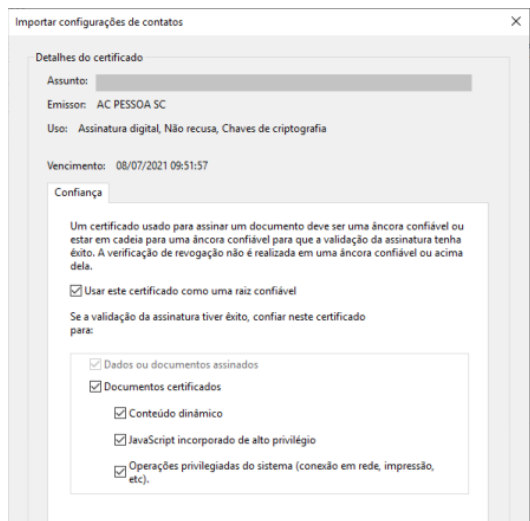 Importar configurações de contatos
Detalhes do certificado
Assunto:
Emissor: AC PESSOA SC
Uso: Assinatura digital, Não recusa, Chaves de criptografia
Vencimento: 08/07/2021 09:51:57
Confiança
Um certificado usado para assinar um documento deve ser uma âncora confiável ou
estar em cadeia para uma âncora confiável para que a validação da assinatura tenha
êxito. A verificação de revogação não é realizada em uma âncora confiável ou acima
dela.
Usar este certificado como uma raiz confiável
Se a validação da assinatura tiver êxito, confiar neste certificado
para:
Dados ou documentos assinados
Documentos certificados
Conteúdo dinámico
JavaScript incorporado de alto privilégio
Operações privilegiadas do sistema (conexão em rede, impressão,
etc).